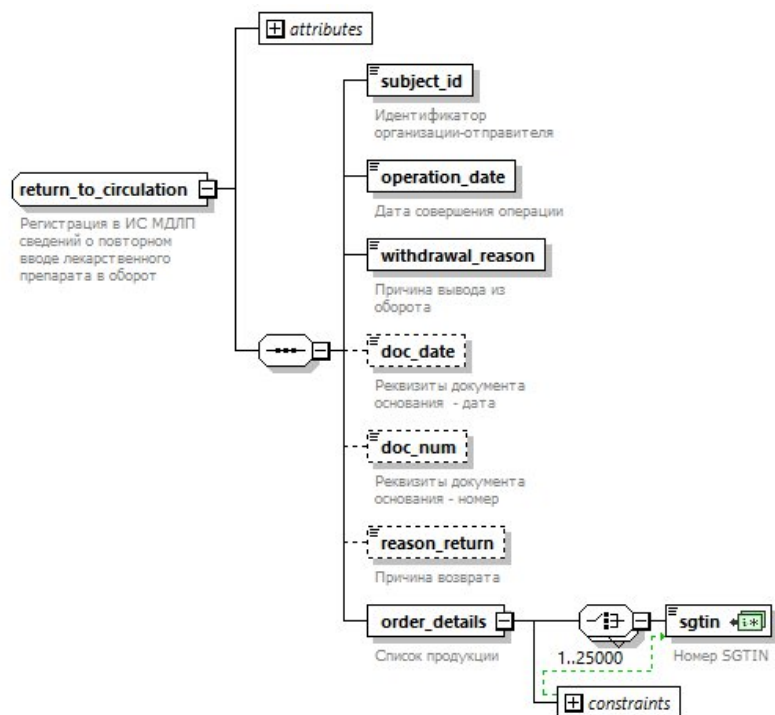 attributes
subject_id
Идентификатор
организации-отправителя
operation_date
Дата совершения операции
return_to_circulation
Регистрация в ИС МДЛП
сведений о повторном
вводе лекарственного
препарата в оборот
withdrawal_reason
Причина вывода из
оборота
doc_date
Реквизиты документа
основания - дата
doc_num
Реквизиты документа
основания - номер
reason_return
Причина возврата
order_details
Список продукции
1..25000
sgtin
Номер SGTIN
constraints